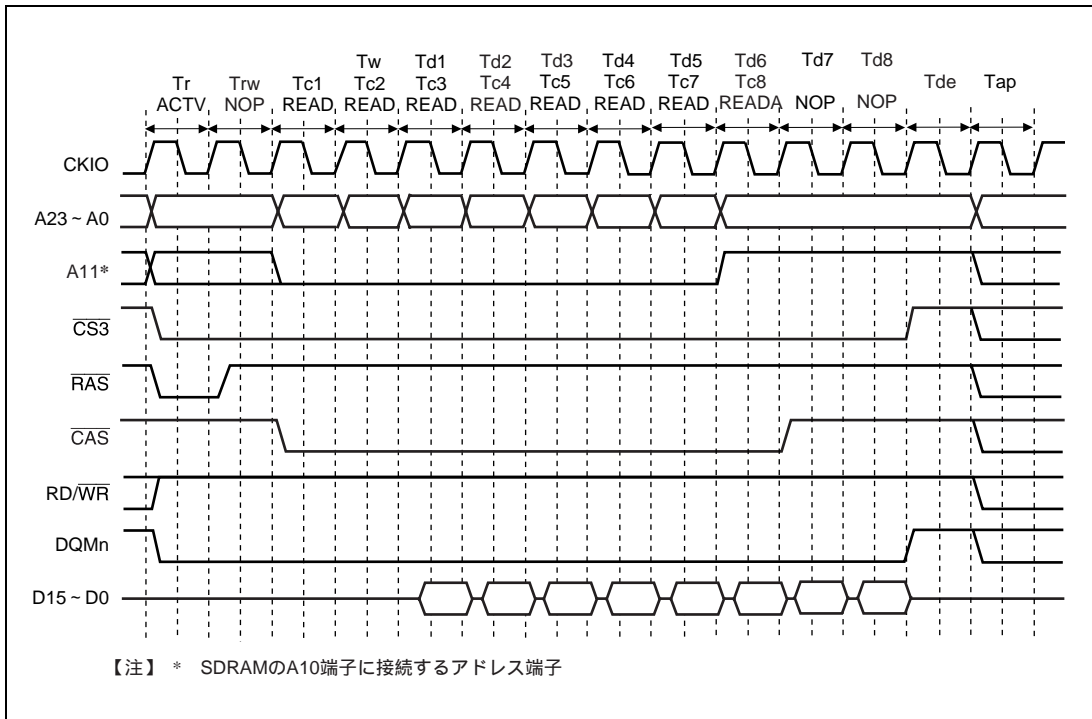 Tw Td1 Td2 Td3 Td4 Td5 Td6 Td7 Td8
Tr Trw Tc1 Tc2 Tc3 Tc4 Tc5 Tc6 Tc7 Tc8 Tde Tap
ACTV NOP READ READ READ READ READ READ READ READA NOP NOP
CKIO
A23 ~ A0
A11*
CS3
RAS
CAS
RD/WR
DQMn
D15 ~ D0
【注】 * SDRAMのA10端子に接続するアドレス端子